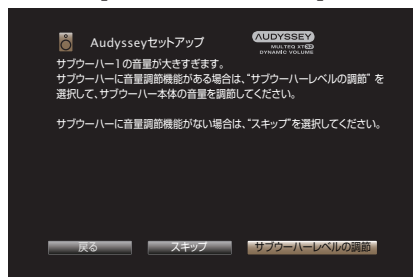 Audysseyセットアップ
AUDYSSEY
MULTEQ XT32
DYNAMIC VOLUME
サブウーハー1の音量が大きすぎます。
サブウーハーに音量調節機能がある場合は、“サブウーハーレベルの調節” を
選択して、サブウーハー本体の音量を調節してください。
サブウーハーに音量調節機能がない場合は、“スキップ”を選択してください。
戻る
スキップ
サブウーハーレベルの調節